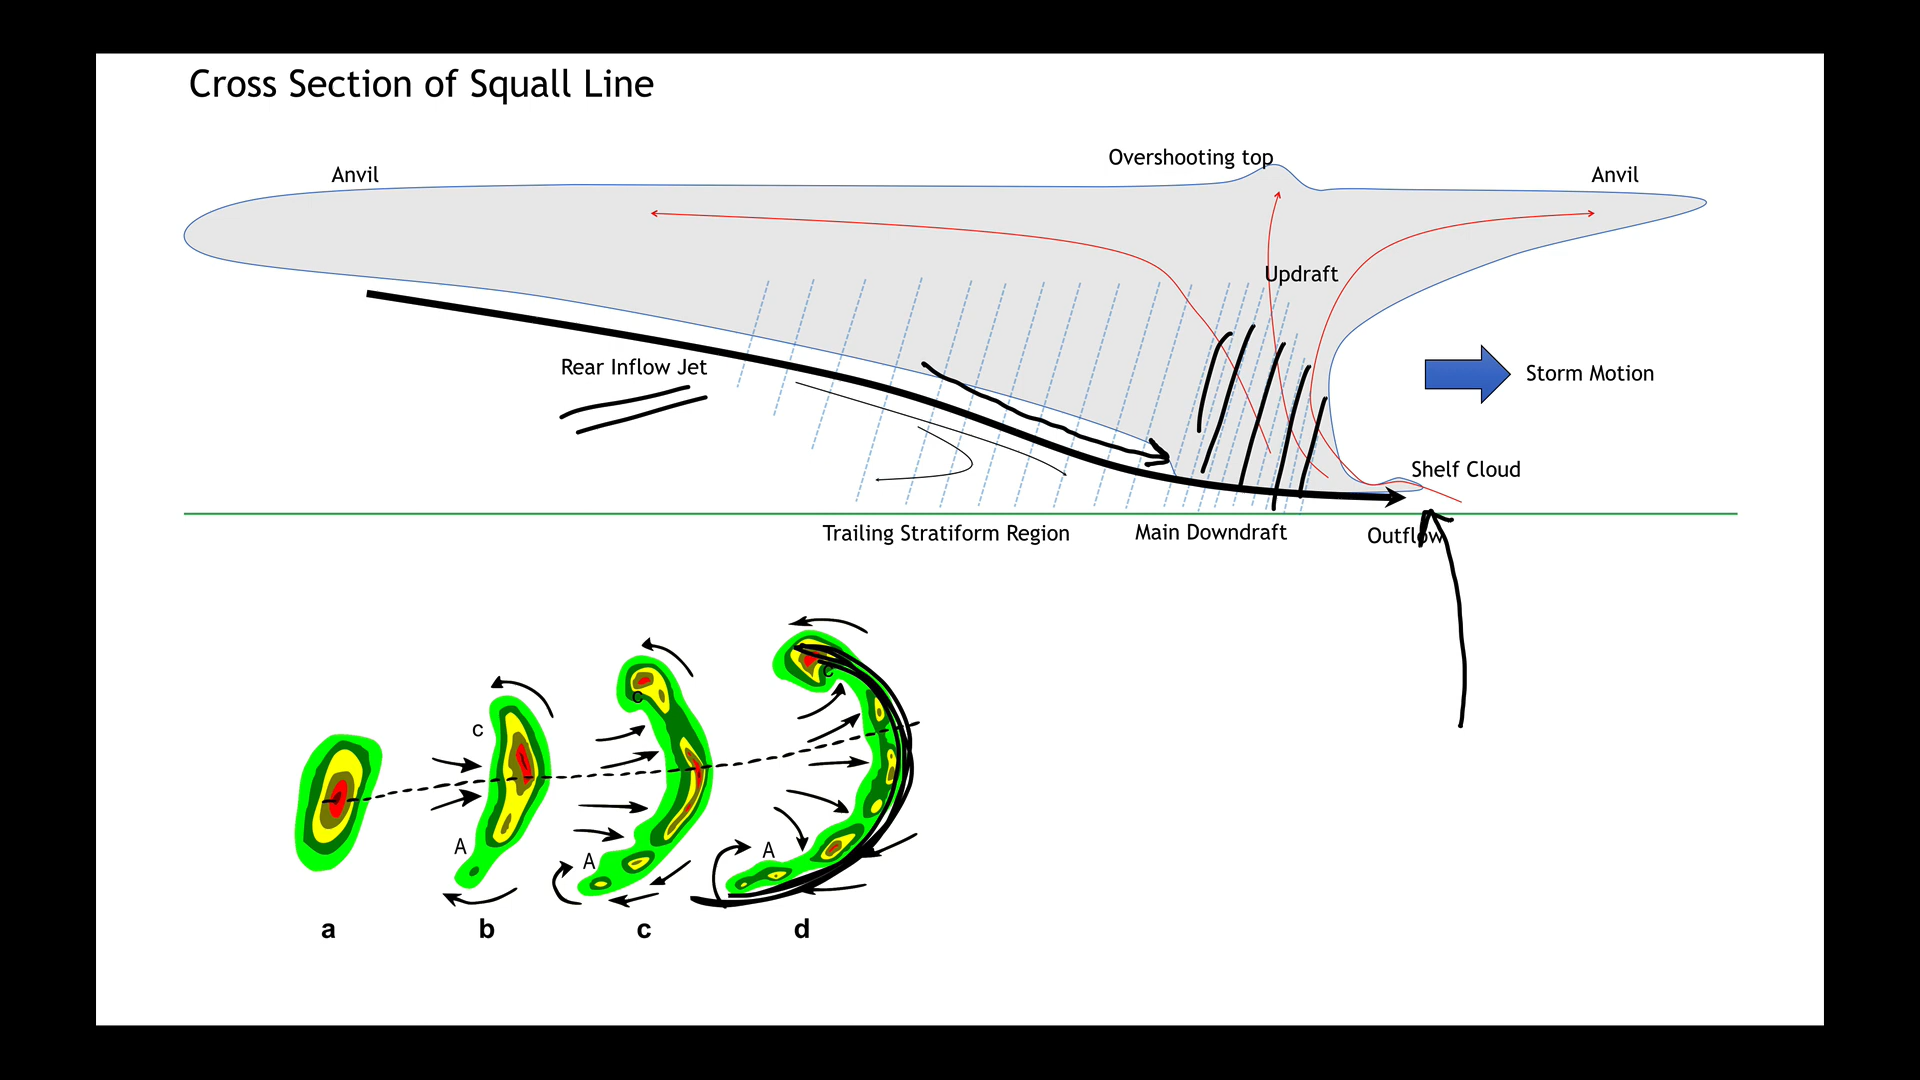 Cross Section of Squall Line
Overshooting top
Anvil
Anvil
Updraft
Rear Inflow Jet
Storm Motion
Shelf Cloud
Trailing Stratiform Region
Main Downdraft
Outflow
c
c
c
A
A
A
a
b
c
d